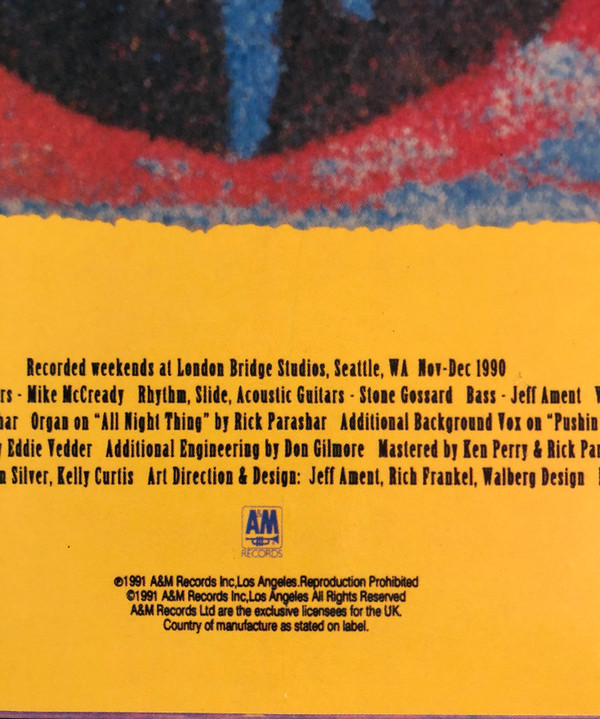 Recorded weekends at London Bridge Studios, Seattle, WA Nov-Dec 1990
rs - Mike McCready Rhythm, Slide, Acoustic Guitars - Stone Gossard Bass - Jeff Ament V
har Organ on "All Night Thing" by Rick Parashar Additional Background Vox on "Pushin
y Eddie Vedder Additional Engineering by Don Gilmore Mastered by Ken Perry & Rick Par
n Silver, Kelly Curtis Art Direction & Design: Jeff Ament, Rich Frankel, Walberg Design
A&M
RECORDS
℗1991 A&M Records Inc,Los Angeles.Reproduction Prohibited
©1991 A&M Records Inc,Los Angeles All Rights Reserved
A&M Records Ltd are the exclusive licensees for the UK.
Country of manufacture as stated on label.